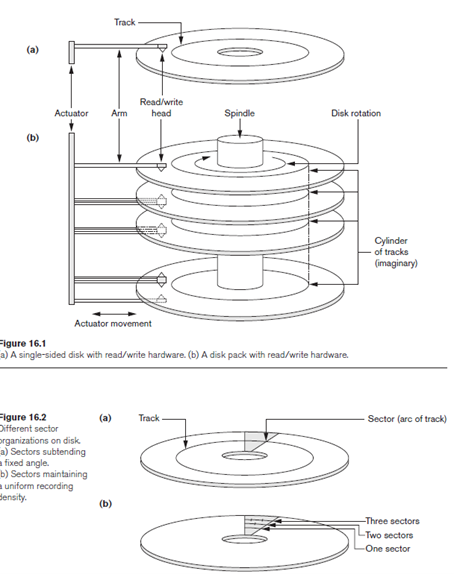 Track
(a)
Actuator
Arm
Read/write
head
Spindle
Disk rotation
(b)
Cylinder
of tracks
(imaginary)
Actuator movement
Figure 16.1
(a) A single-sided disk with read/write hardware. (b) A disk pack with read/write hardware.
Figure 16.2
Different sector
organizations on disk.
(a) Sectors subtending
a fixed angle.
(b) Sectors maintaining
a uniform recording
density.
(a)
Track
Sector (arc of track)
(b)
Three sectors
Two sectors
One sector